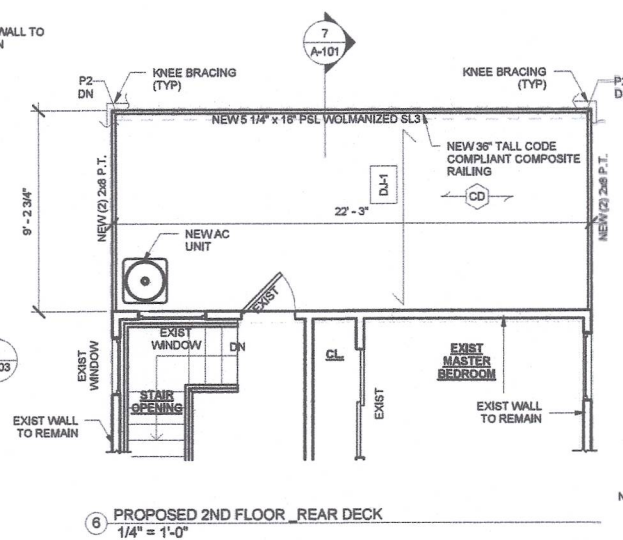 WALL TO
N
7
A-101
KNEE BRACING
(TYP)
P2
DN
KNEE BRACING
(TYP)
NEW 5 1/4" x 16" PSL WOLMANIZED SL3
NEW 36" TALL CODE
COMPLIANT COMPOSITE
RAILING
NEW (2) 2x8 P.T.
9' - 2 3/4"
DJ-1
CD
22' - 3"
NEW (2) 2x8 P.T.
NEW AC
UNIT
EXIST
EXIST
WINDOW
DN
EXIST
WINDOW
03
STAIR
OPENING
CL.
EXIST
EXIST
MASTER
BEDROOM
EXIST WALL
TO REMAIN
EXIST WALL
TO REMAIN
6 PROPOSED 2ND FLOOR _REAR DECK
1/4" = 1'-0"